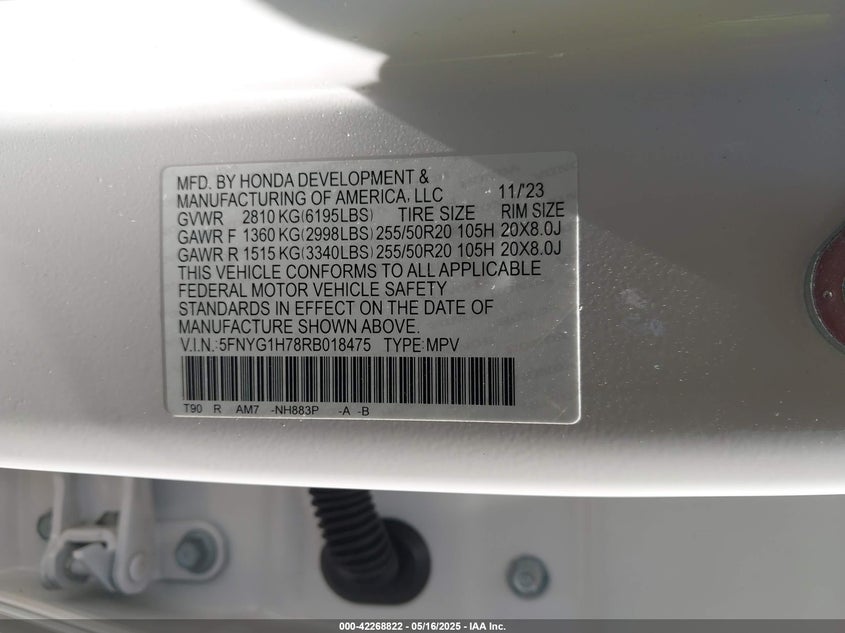 MFD. BY HONDA DEVELOPMENT &
MANUFACTURING OF AMERICA, LLC 11/'23
GVWR 2810 KG(6195LBS) TIRE SIZE RIM SIZE
GAWR F 1360 KG(2998LBS) 255/50R20 105H 20X8.0J
GAWR R 1515 KG(3340LBS) 255/50R20 105H 20X8.0J
THIS VEHICLE CONFORMS TO ALL APPLICABLE
FEDERAL MOTOR VEHICLE SAFETY
STANDARDS IN EFFECT ON THE DATE OF
MANUFACTURE SHOWN ABOVE.
V.I.N.:5FNYG1H78RB018475 TYPE:MPV
T90 R AM7 -NH883P -A -B
000-42268822 — 05/16/2025 — IAA Inc.